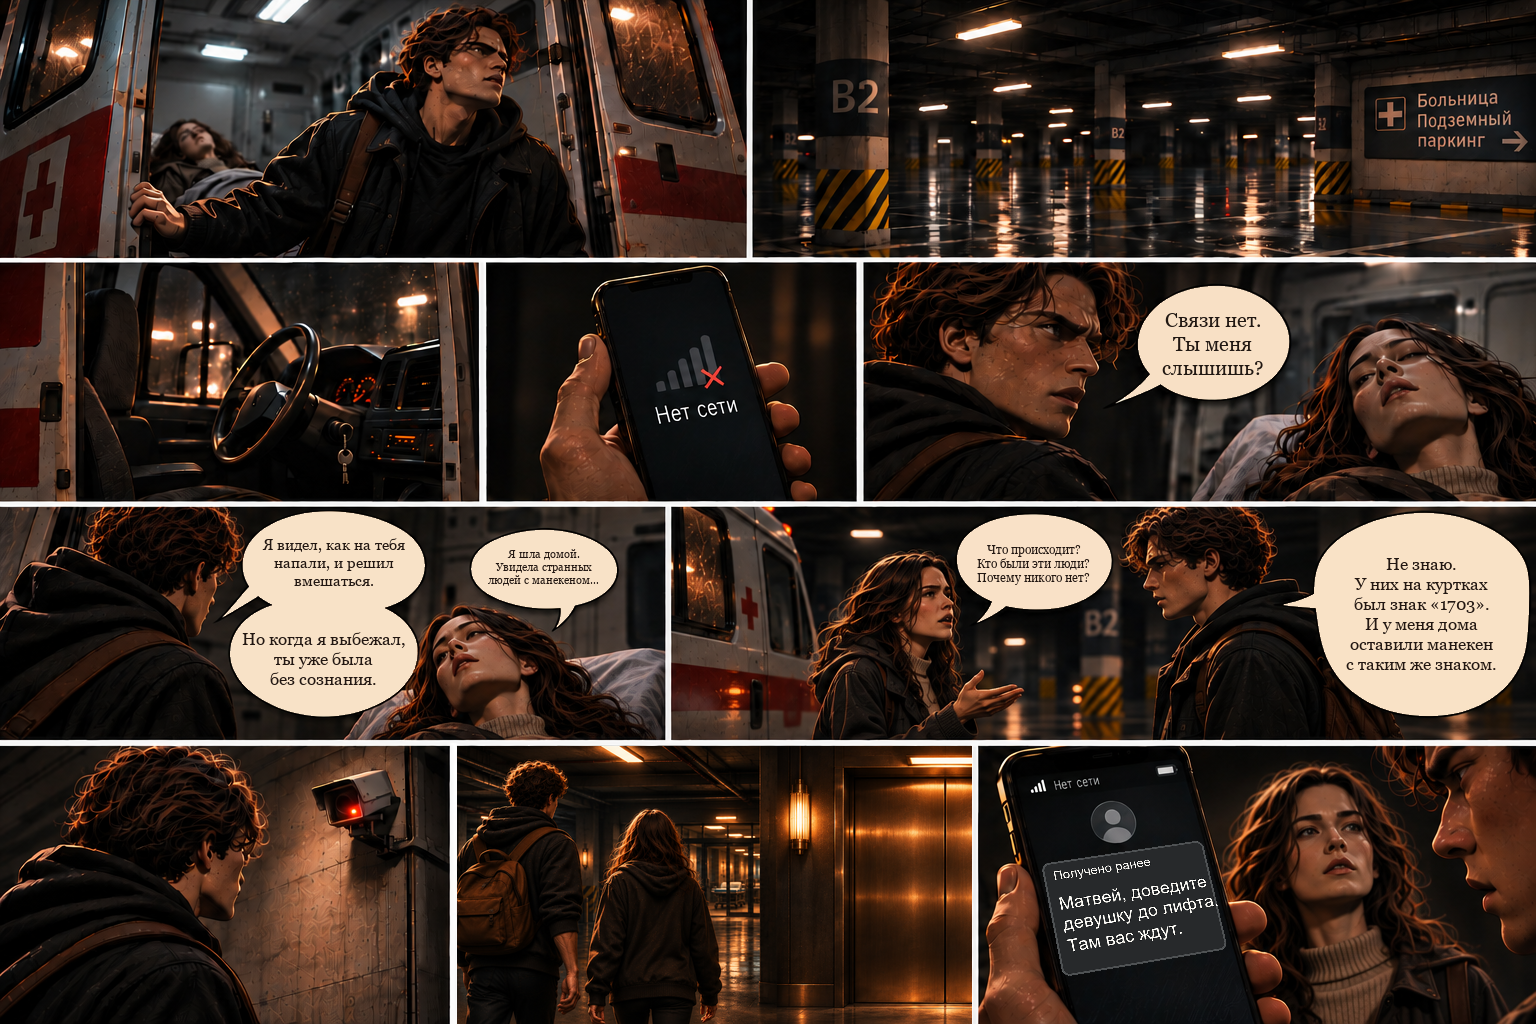 B2
B2
B2
Больница
Подземный
паркинг
Нет сети
Связи нет.
Ты меня
слышишь?
Я видел, как на тебя
напали, и решил
вмешаться.
Но когда я выбежал,
ты уже была
без сознания.
Я шла домой.
Увидела странных
людей с манекеном...
Что происходит?
Кто были эти люди?
Почему никого нет?
B2
Не знаю.
У них на куртках
был знак «1703».
И у меня дома
оставили манекен
с таким же знаком.
Нет сети
Получено ранее
Матвей, доведите
девушку до лифта.
Там вас ждут.